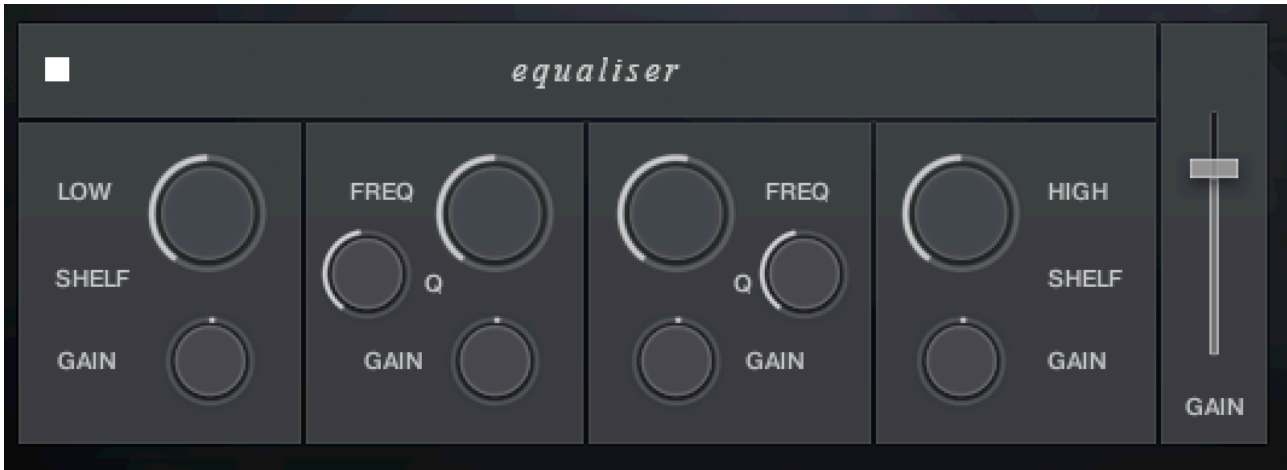 equaliser
LOW
SHELF
GAIN
FREQ
Q
GAIN
FREQ
Q
GAIN
HIGH
SHELF
GAIN
GAIN